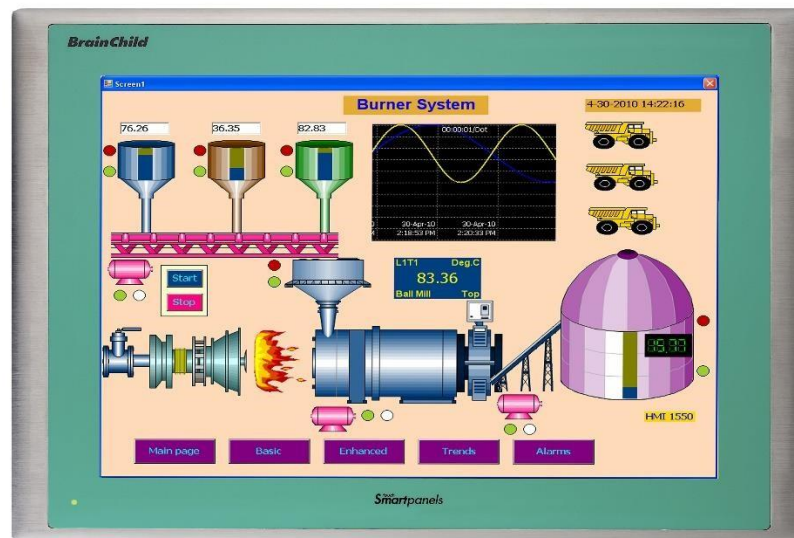 BrainChild
Screen1
Burner System
4-30-2010 14:22:16
76.26
36.35
82.83
00:00:01/Dot
30-Apr-10
2:18:53 PM
30-Apr-10
2:20:33 PM
Start
Stop
L1T1 Deg.C
83.36
Ball Mill Top
HMI 1550
Main page
Basic
Enhanced
Trends
Alarms
Smartpanels